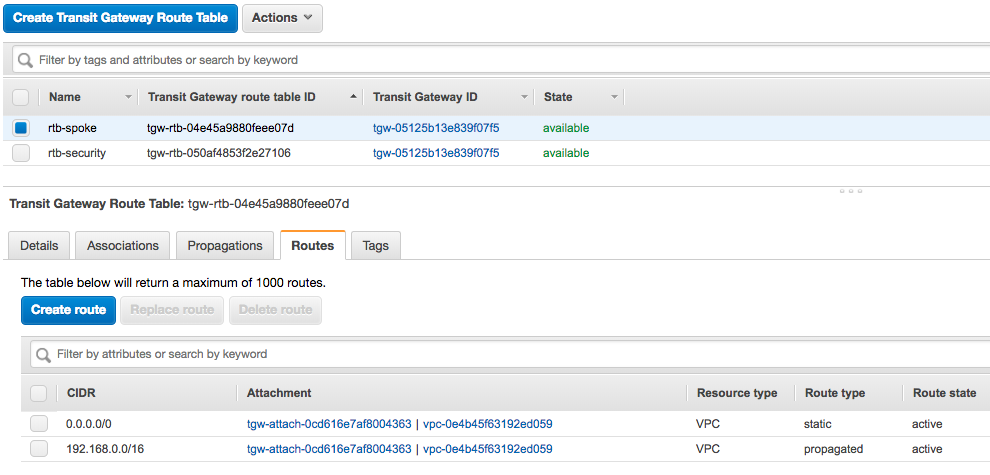 Create Transit Gateway Route Table Actions
Filter by tags and attributes or search by keyword
Name Transit Gateway route table ID Transit Gateway ID State
rtb-spoke tgw-rtb-04e45a9880feee07d tgw-05125b13e839f07f5 available
rtb-security tgw-rtb-050af4853f2e27106 tgw-05125b13e839f07f5 available
Transit Gateway Route Table: tgw-rtb-04e45a9880feee07d
Details Associations Propagations Routes Tags
The table below will return a maximum of 1000 routes.
Create route Replace route Delete route
Filter by attributes or search by keyword
CIDR Attachment Resource type Route type Route state
0.0.0.0/0 tgw-attach-0cd616e7af8004363 | vpc-0e4b45f63192ed059 VPC static active
192.168.0.0/16 tgw-attach-0cd616e7af8004363 | vpc-0e4b45f63192ed059 VPC propagated active